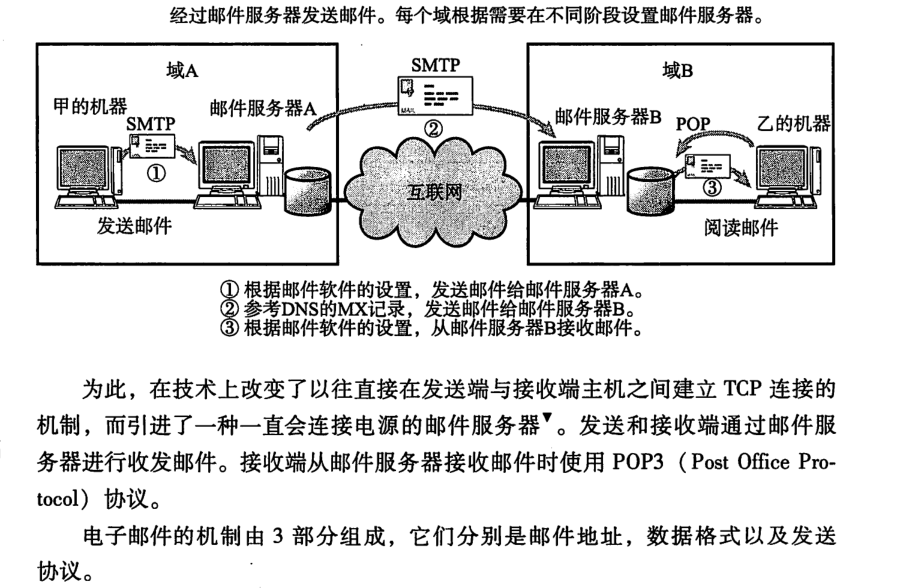 经过邮件服务器发送邮件。每个域根据需要在不同阶段设置邮件服务器。
域A
SMTP
域B
甲的机器
邮件服务器A
SMTP
①
MAIL
②
邮件服务器B
POP
乙的机器
③
互联网
发送邮件
阅读邮件
① 根据邮件软件的设置，发送邮件给邮件服务器A。
② 参考DNS的MX记录，发送邮件给邮件服务器B。
③ 根据邮件软件的设置，从邮件服务器B接收邮件。
为此，在技术上改变了以往直接在发送端与接收端主机之间建立 TCP 连接的
机制，而引进了一种一直会连接电源的邮件服务器▼。发送和接收端通过邮件服
务器进行收发邮件。接收端从邮件服务器接收邮件时使用 POP3（Post Office Pro-
tocol）协议。
电子邮件的机制由 3 部分组成，它们分别是邮件地址，数据格式以及发送
协议。